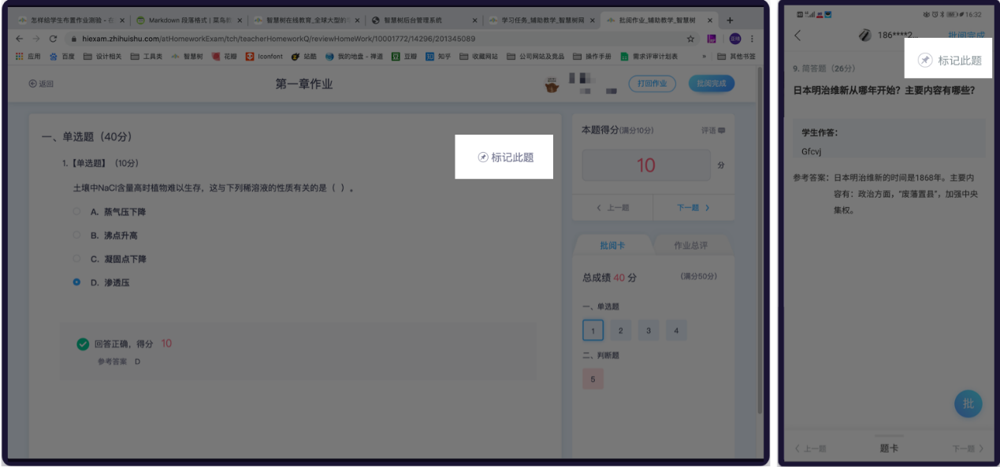 怎样给学生布置作业测验 -
Markdown 段落格式 | 菜鸟教
智慧树在线教育_全球大型的
智慧树后台管理系统
学习任务_辅助教学_智慧树网
批阅作业_辅助教学_智慧树
hiexam.zhihuishu.com/atHomeworkExam/tch/teacherHomeworkQ/reviewHomeWork/10001772/14296/201345089
应用 百度 设计相关 工具类 智慧树 花瓣 Iconfont 站酷 我的地盘 - 禅道 豆瓣 知乎 收藏网站 公司网站及竞品 操作手册 需求评审计划表 » 其他书签
返回
第一章作业
打回作业
批阅完成
一、单选题（40分）
标记此题
1.【单选题】（10分）
土壤中NaCl含量高时植物难以生存，这与下列稀溶液的性质有关的是（ ）。
A. 蒸气压下降
B. 沸点升高
C. 凝固点下降
D. 渗透压
回答正确，得分 10
参考答案 D
本题得分(满分10分) 评语
10 分
上一题 下一题
批阅卡 作业总评
总成绩 40 分 (满分50分)
一、单选题
1 2 3 4
二、判断题
5
16:32
186****2... 批阅完成
标记此题
9. 简答题（26分）
日本明治维新从哪年开始？主要内容有哪些？
学生作答：
Gfcvj
参考答案：日本明治维新的时间是1868年。主要内
容有：政治方面，"废藩置县"，加强中央
集权。
批
上一题 题卡 下一题